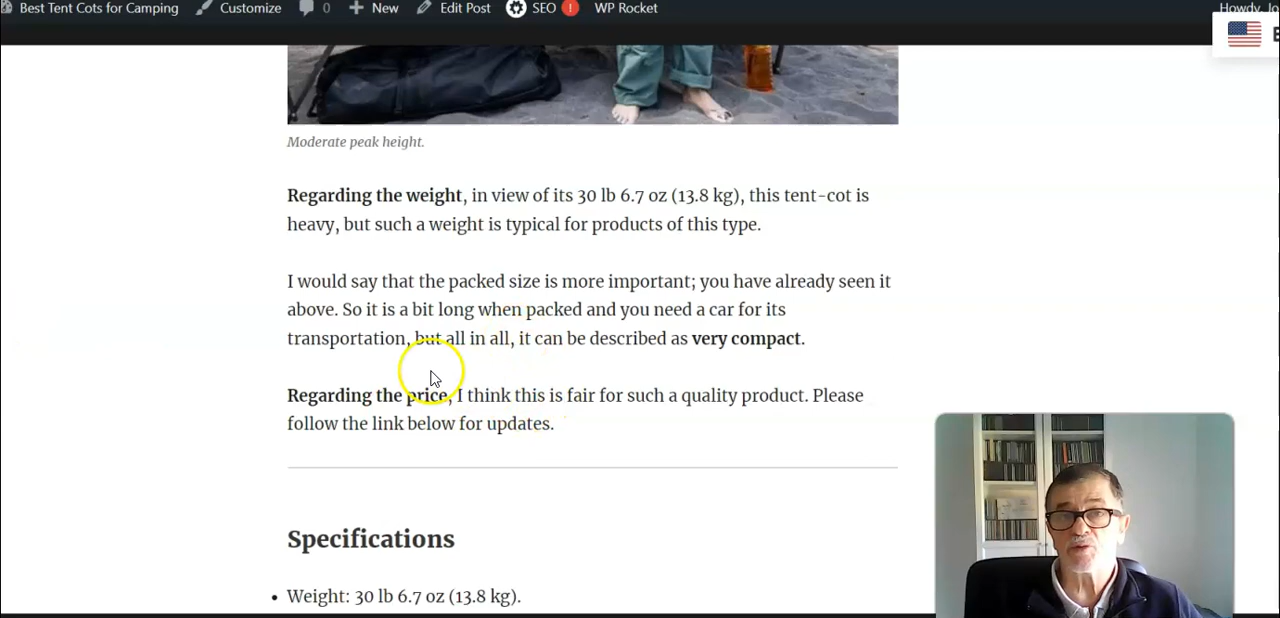 Best Tent Cots for Camping Customize 0 New Edit Post SEO ! WP Rocket Howdy, Jo
Moderate peak height.
Regarding the weight, in view of its 30 lb 6.7 oz (13.8 kg), this tent-cot is
heavy, but such a weight is typical for products of this type.
I would say that the packed size is more important; you have already seen it
above. So it is a bit long when packed and you need a car for its
transportation, but all in all, it can be described as very compact.
Regarding the price, I think this is fair for such a quality product. Please
follow the link below for updates.
Specifications
• Weight: 30 lb 6.7 oz (13.8 kg).